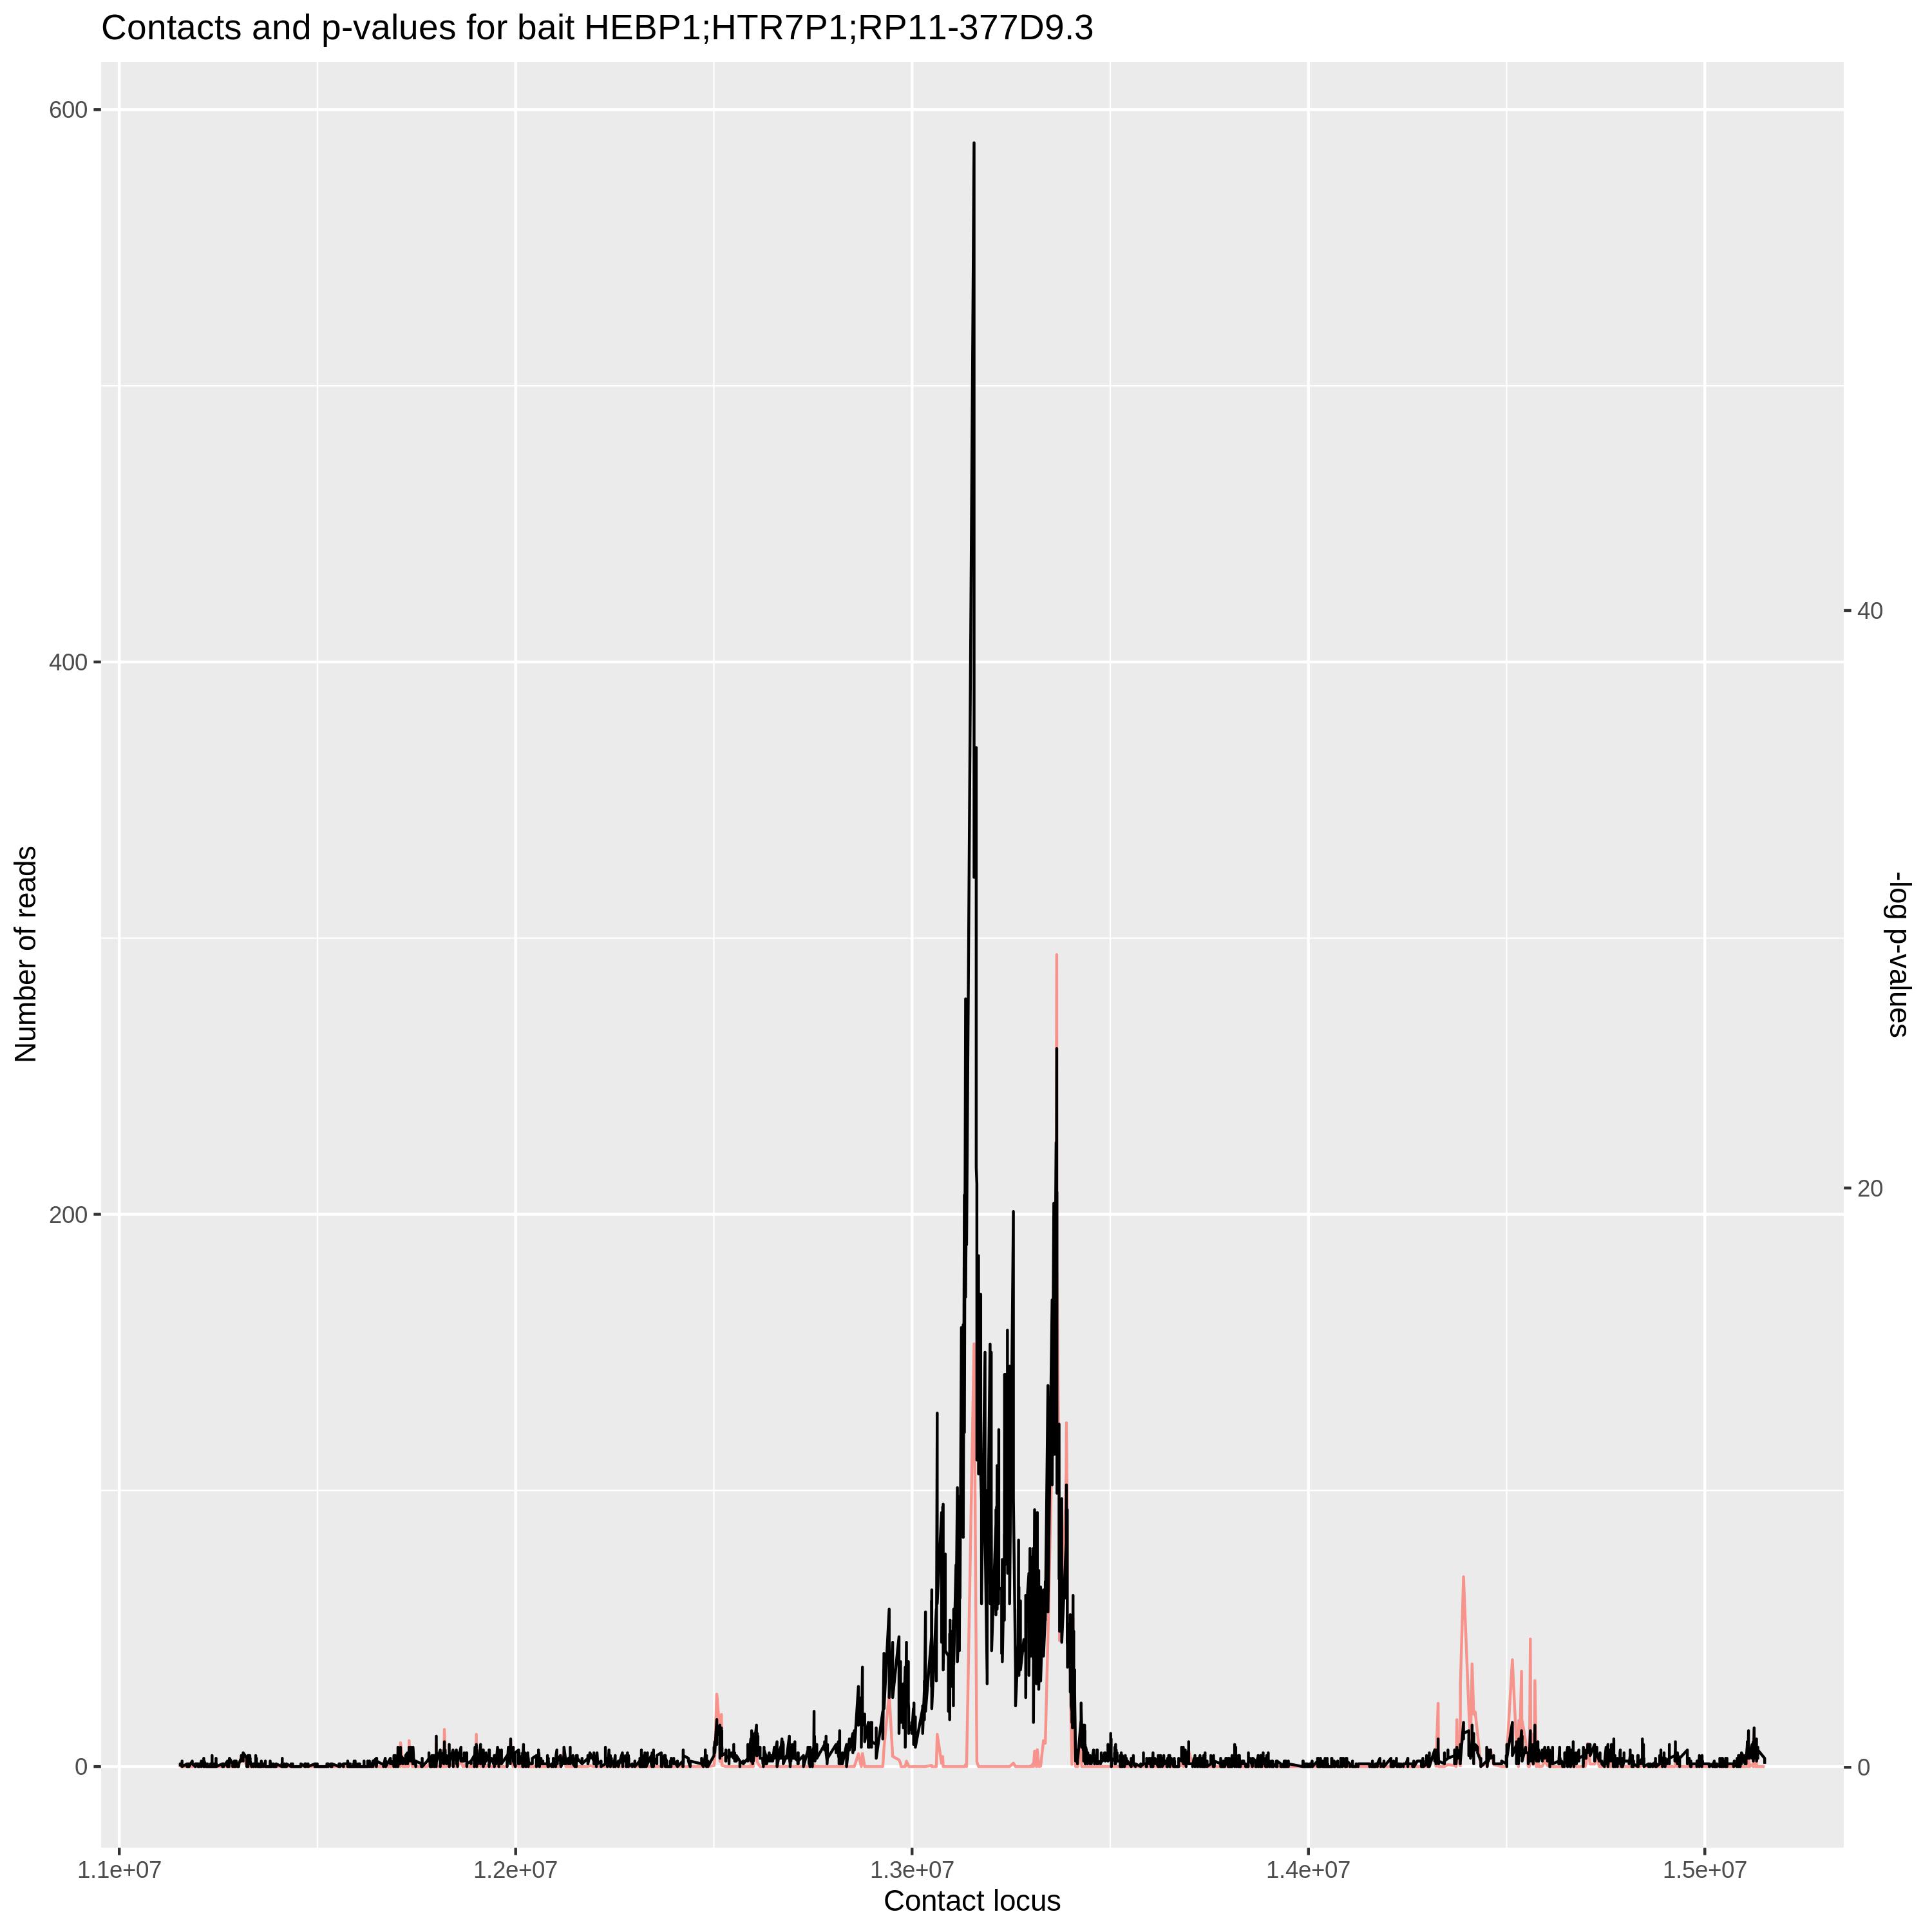 Contacts and p-values for bait HEBP1;HTR7P1;RP11-377D9.3
600
400
200
0
Number of reads
40
20
0
-log p-values
1.1e+07 1.2e+07 1.3e+07 1.4e+07 1.5e+07
Contact locus